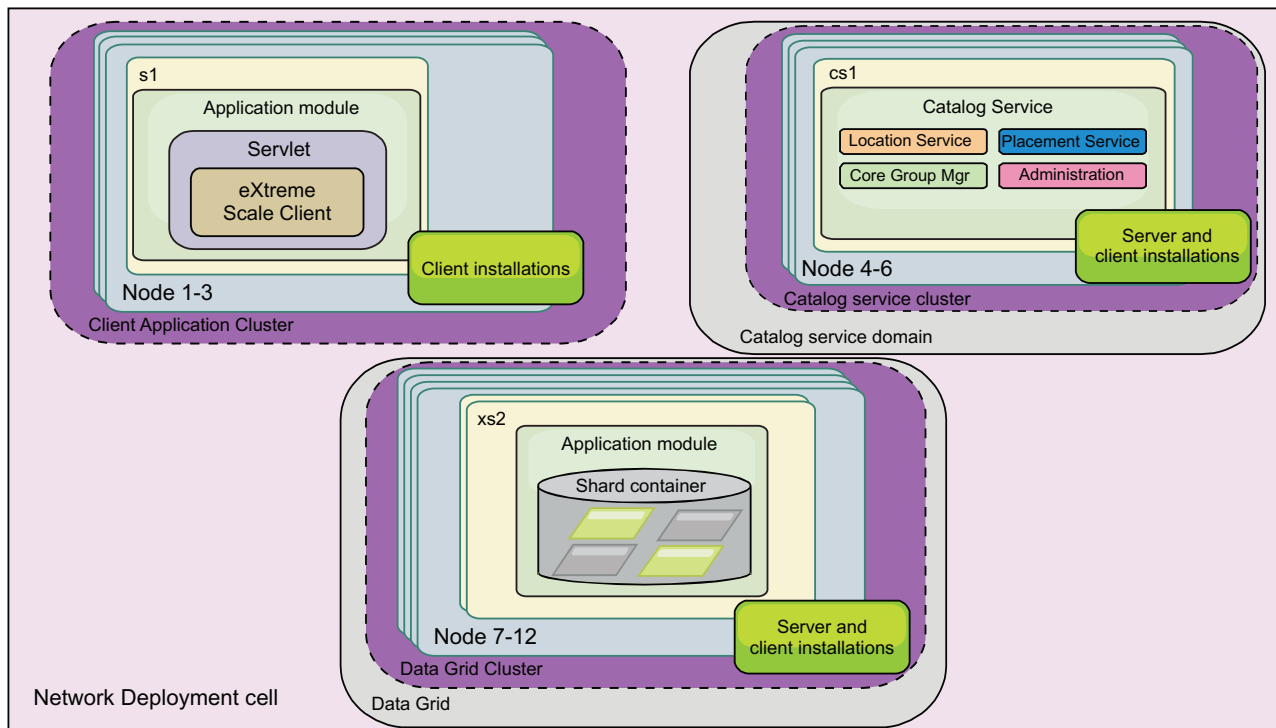 s1
Application module
Servlet
eXtreme
Scale Client
Client installations
Node 1-3
Client Application Cluster
cs1
Catalog Service
Location Service
Placement Service
Core Group Mgr
Administration
Server and
client installations
Node 4-6
Catalog service cluster
Catalog service domain
xs2
Application module
Shard container
Server and
client installations
Node 7-12
Data Grid Cluster
Data Grid
Network Deployment cell